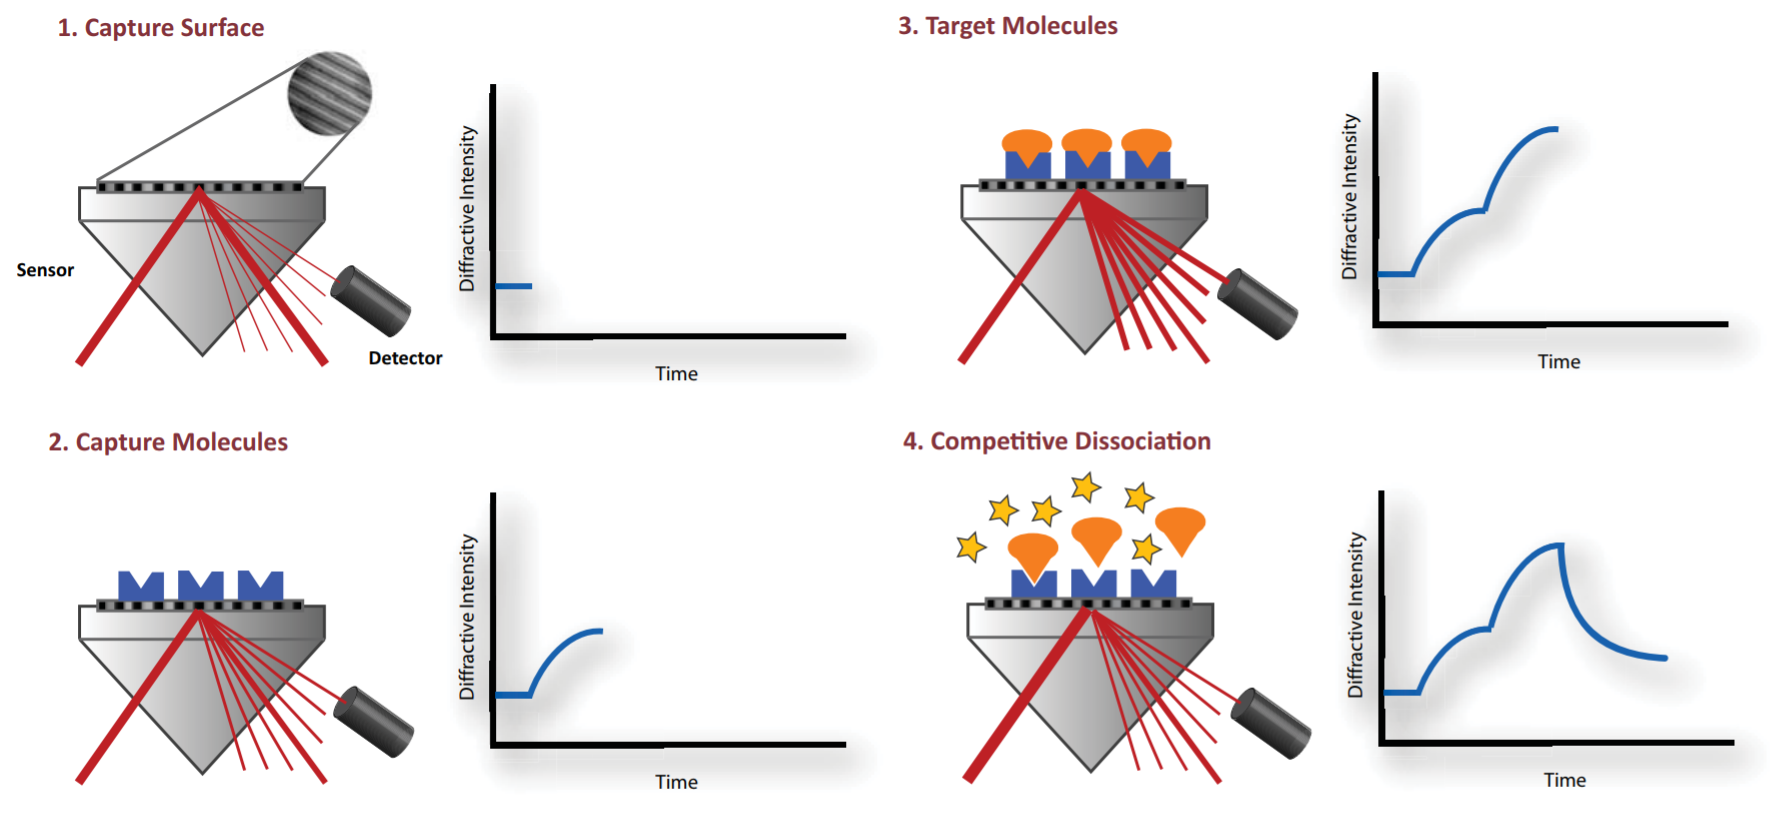 1. Capture Surface
Diffractive Intensity
Sensor
Detector
Time
2. Capture Molecules
Diffractive Intensity
Time
3. Target Molecules
Diffractive Intensity
Time
4. Competitive Dissociation
Diffractive Intensity
Time